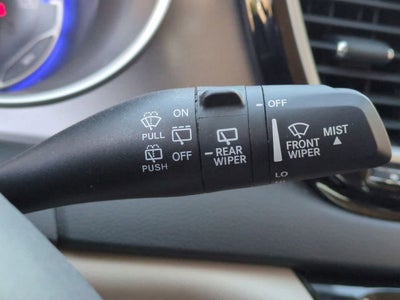 ON
PULL
OFF
PUSH
REAR
WIPER
OFF
FRONT
WIPER
MIST
LO